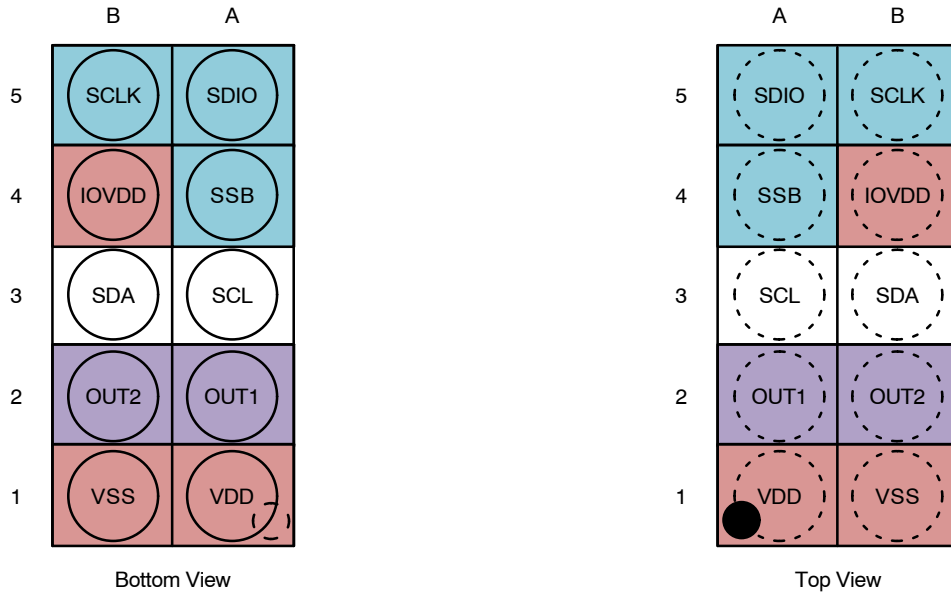 B A A B
5 SCLK SDIO 5 SDIO SCLK
4 IOVDD SSB 4 SSB IOVDD
3 SDA SCL 3 SCL SDA
2 OUT2 OUT1 2 OUT1 OUT2
1 VSS VDD 1 VDD VSS
Bottom View Top View